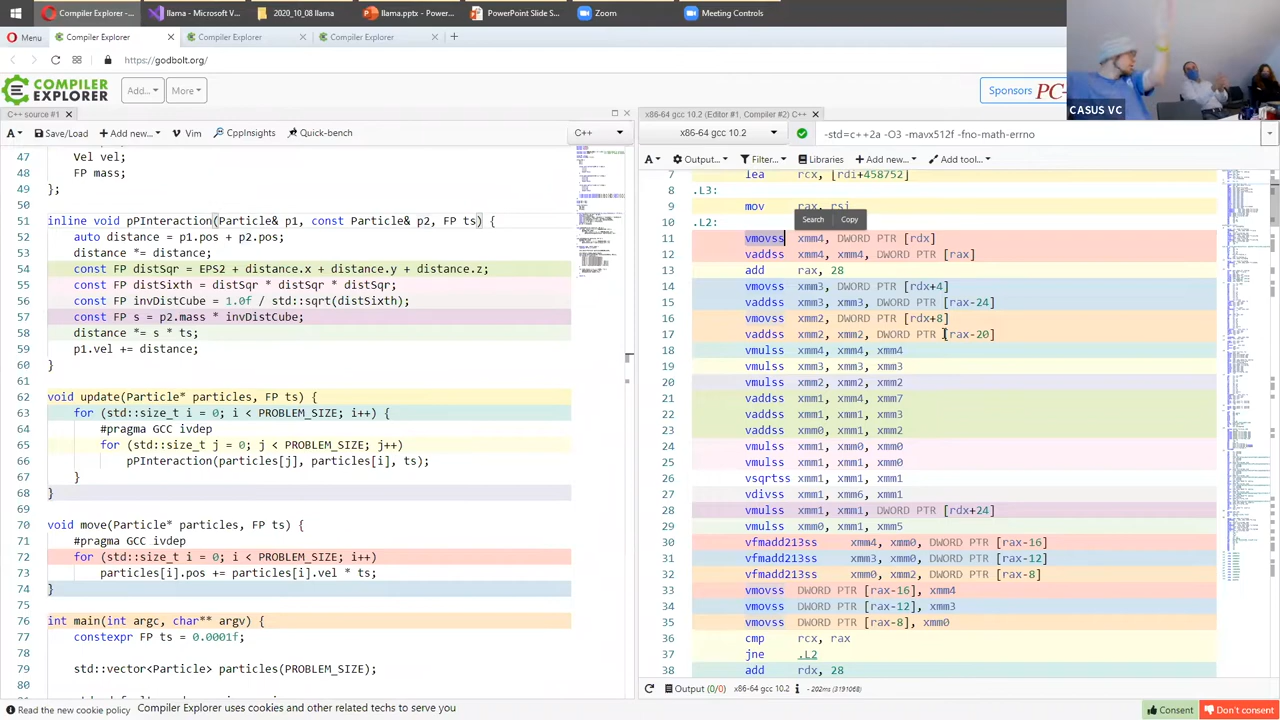 Compiler Explorer -...
llama - Microsoft V...
2020_10_08 llama
llama.pptx - PowerP...
PowerPoint Slide S...
Zoom
Meeting Controls
Menu
Compiler Explorer
Compiler Explorer
Compiler Explorer
https://godbolt.org/
COMPILER
EXPLORER
Add...
More
Sponsors
PC-
CASUS VC
C++ source #1
A
Save/Load
Add new...
Vim
CppInsights
Quick-bench
C++
47 Vel vel;
48 FP mass;
49 };
50
51 inline void pPInteraction(Particle& p1, const Particle& p2, FP ts) {
52 auto distance = p1.pos + p2.pos;
53 distance *= distance;
54 const FP distSqr = EPS2 + distance.x + distance.y + distance.z;
55 const FP distSixth = distSqr * distSqr * distSqr;
56 const FP invDistCube = 1.0f / std::sqrt(distSixth);
57 const FP s = p2.mass * invDistCube;
58 distance *= s * ts;
59 p1.vel += distance;
60 }
61
62 void update(Particle* particles, FP ts) {
63 for (std::size_t i = 0; i < PROBLEM_SIZE; i++) {
64 #pragma GCC ivdep
65 for (std::size_t j = 0; j < PROBLEM_SIZE; j++)
66 pPInteraction(particles[j], particles[i], ts);
67 }
68 }
69
70 void move(Particle* particles, FP ts) {
71 #pragma GCC ivdep
72 for (std::size_t i = 0; i < PROBLEM_SIZE; i++)
73 particles[i].pos += particles[i].vel * ts;
74 }
75
76 int main(int argc, char** argv) {
77 constexpr FP ts = 0.0001f;
78
79 std::vector<Particle> particles(PROBLEM_SIZE);
80
x86-64 gcc 10.2 (Editor #1, Compiler #2) C++
x86-64 gcc 10.2
-std=c++2a -O3 -mavx512f -fno-math-errno
A
Output...
Filter...
Libraries
Add new...
Add tool...
7 lea rcx, [rdi+458752]
8 .L3:
9 mov rax, rsi
10 .L2:
Search
Copy
11 vmovss xmm4, DWORD PTR [rdx]
12 vaddss xmm4, xmm4, DWORD PTR [rax]
13 add rax, 28
14 vmovss xmm3, DWORD PTR [rdx+4]
15 vaddss xmm3, xmm3, DWORD PTR [rax-24]
16 vmovss xmm2, DWORD PTR [rdx+8]
17 vaddss xmm2, xmm2, DWORD PTR [rax-20]
18 vmulss xmm4, xmm4, xmm4
19 vmulss xmm3, xmm3, xmm3
20 vmulss xmm2, xmm2, xmm2
21 vaddss xmm1, xmm4, xmm7
22 vaddss xmm1, xmm1, xmm3
23 vaddss xmm0, xmm1, xmm2
24 vmulss xmm1, xmm0, xmm0
25 vmulss xmm1, xmm1, xmm0
26 vsqrtss xmm1, xmm1, xmm1
27 vdivss xmm1, xmm6, xmm1
28 vmulss xmm1, xmm1, DWORD PTR [rdx+24]
29 vmulss xmm0, xmm1, xmm5
30 vfmadd213ss xmm4, xmm0, DWORD PTR [rax-16]
31 vfmadd213ss xmm3, xmm0, DWORD PTR [rax-12]
32 vfmadd213ss xmm0, xmm2, DWORD PTR [rax-8]
33 vmovss DWORD PTR [rax-16], xmm4
34 vmovss DWORD PTR [rax-12], xmm3
35 vmovss DWORD PTR [rax-8], xmm0
36 cmp rcx, rax
37 jne .L2
38 add rdx, 28
Output (0/0) x86-64 gcc 10.2 i - 202ms (319106B)
Read the new cookie policy
Compiler Explorer uses cookies and other related techs to serve you
Consent
Don't consent